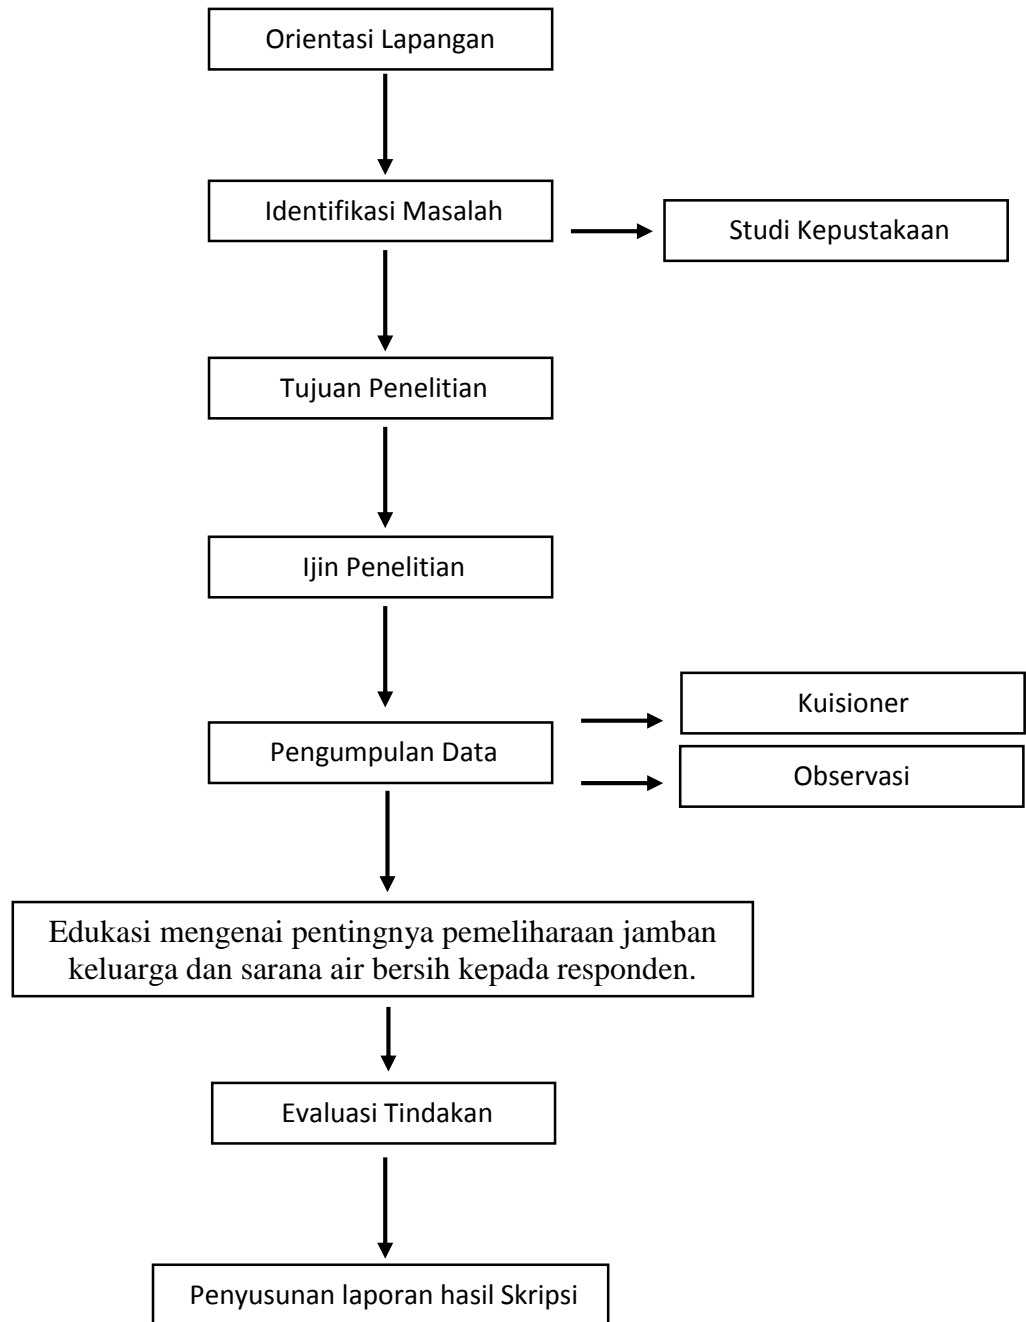 Orientasi Lapangan
Identifikasi Masalah
Studi Kepustakaan
Tujuan Penelitian
Ijin Penelitian
Pengumpulan Data
Kuisioner
Observasi
Edukasi mengenai pentingnya pemeliharaan jamban
keluarga dan sarana air bersih kepada responden.
Evaluasi Tindakan
Penyusunan laporan hasil Skripsi